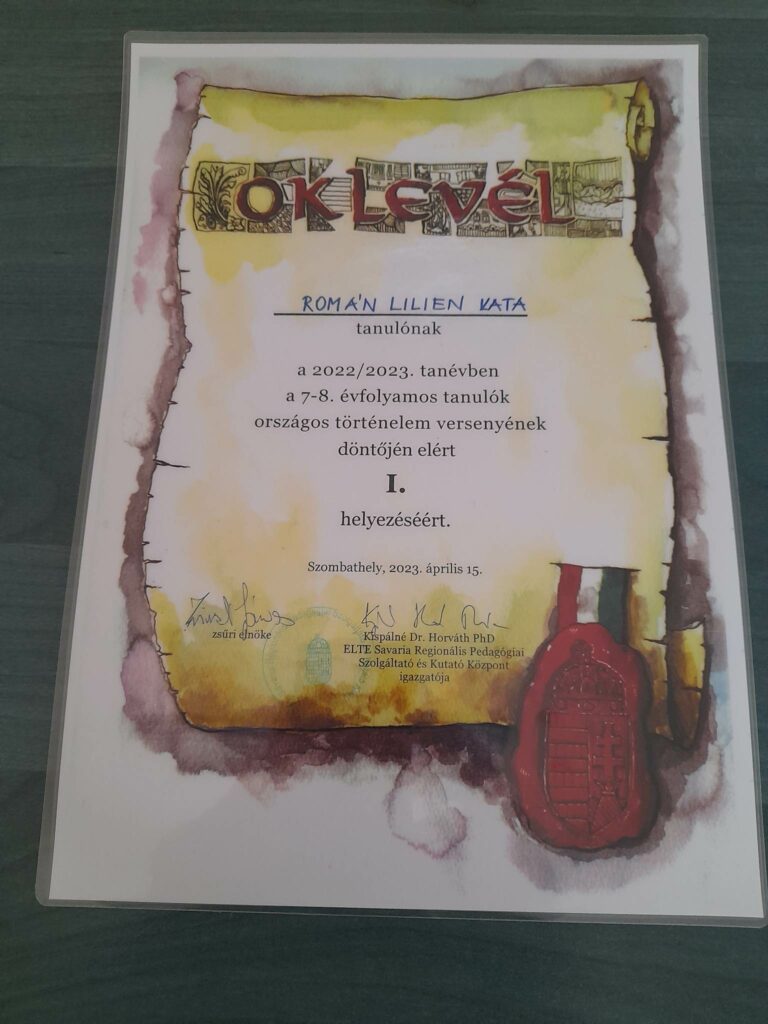 OKLEVÉL
ROMÁN LILIEN KATA
tanulónak
a 2022/2023. tanévben
a 7-8. évfolyamos tanulók
országos történelem versenyének
döntőjén elért
I.
helyezéséért.
Szombathely, 2023. április 15.
zsűri elnöke
Kispálné Dr. Horváth PhD
ELTE Savaria Regionális Pedagógiai
Szolgáltató és Kutató Központ
igazgatója